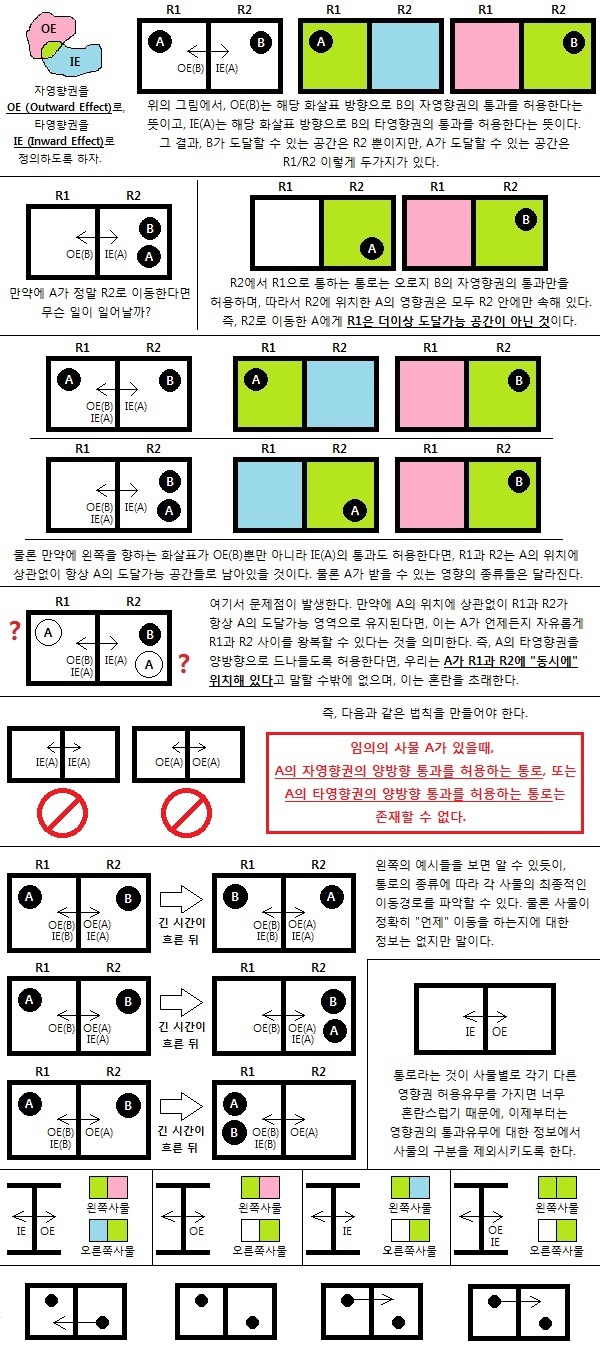 OE
IE
자영향권을
OE (Outward Effect)로,
타영향권을
IE (Inward Effect)로
정의하도록 하자.
R1 R2
A B
OE(B) IE(A)
R1 R2
A
R1 R2
B
위의 그림에서, OE(B)는 해당 화살표 방향으로 B의 자영향권의 통과를 허용한다는
뜻이고, IE(A)는 해당 화살표 방향으로 B의 타영향권의 통과를 허용한다는 뜻이다.
그 결과, B가 도달할 수 있는 공간은 R2 뿐이지만, A가 도달할 수 있는 공간은
R1/R2 이렇게 두가지가 있다.
R1 R2
B
OE(B) IE(A) A
만약에 A가 정말 R2로 이동한다면
무슨 일이 일어날까?
R1 R2
A
R1 R2
B
R2에서 R1으로 통하는 통로는 오로지 B의 자영향권의 통과만을
허용하며, 따라서 R2에 위치한 A의 영향권은 모두 R2 안에만 속해 있다.
즉, R2로 이동한 A에게 R1은 더이상 도달가능 공간이 아닌 것이다.
R1 R2
A B
OE(B) IE(A)
IE(A)
R1 R2
A
R1 R2
B
R1 R2
B
OE(B) IE(A) A
IE(A)
R1 R2
A
R1 R2
B
물론 만약에 왼쪽을 향하는 화살표가 OE(B)뿐만 아니라 IE(A)의 통과도 허용한다면, R1과 R2는 A의 위치에
상관없이 항상 A의 도달가능 공간들로 남아있을 것이다. 물론 A가 받을 수 있는 영향의 종류들은 달라진다.
R1 R2
? A B
OE(B) IE(A) A ?
IE(A)
여기서 문제점이 발생한다. 만약에 A의 위치에 상관없이 R1과 R2가
항상 A의 도달가능 영역으로 유지된다면, 이는 A가 언제든지 자유롭게
R1과 R2 사이를 왕복할 수 있다는 것을 의미한다. 즉, A의 타영향권을
양방향으로 드나들도록 허용한다면, 우리는 A가 R1과 R2에 "동시에"
위치해 있다고 말할 수밖에 없으며, 이는 혼란을 초래한다.
즉, 다음과 같은 법칙을 만들어야 한다.
IE(A) IE(A)
OE(A) OE(A)
임의의 사물 A가 있을때,
A의 자영향권의 양방향 통과를 허용하는 통로, 또는
A의 타영향권의 양방향 통과를 허용하는 통로는
존재할 수 없다.
R1 R2
A B
OE(B) OE(A)
IE(B) IE(A)
긴 시간이
흐른 뒤
R1 R2
B A
OE(B) OE(A)
IE(B) IE(A)
왼쪽의 예시들을 보면 알 수 있듯이,
통로의 종류에 따라 각 사물의 최종적인
이동경로를 파악할 수 있다. 물론 사물이
정확히 "언제" 이동을 하는지에 대한
정보는 없지만 말이다.
R1 R2
A B
OE(B) OE(A)
IE(A)
긴 시간이
흐른 뒤
R1 R2
B
OE(B) OE(A) A
IE(A)
R1 R2
A B
OE(B) OE(A)
IE(B)
긴 시간이
흐른 뒤
R1 R2
A
B OE(B) OE(A)
IE(B)
IE OE
통로라는 것이 사물별로 각기 다른
영향권 허용유무를 가지면 너무
혼란스럽기 때문에, 이제부터는
영향권의 통과유무에 대한 정보에서
사물의 구분을 제외시키도록 한다.
IE OE
왼쪽사물
오른쪽사물
OE
왼쪽사물
오른쪽사물
IE
왼쪽사물
오른쪽사물
OE
IE
왼쪽사물
오른쪽사물